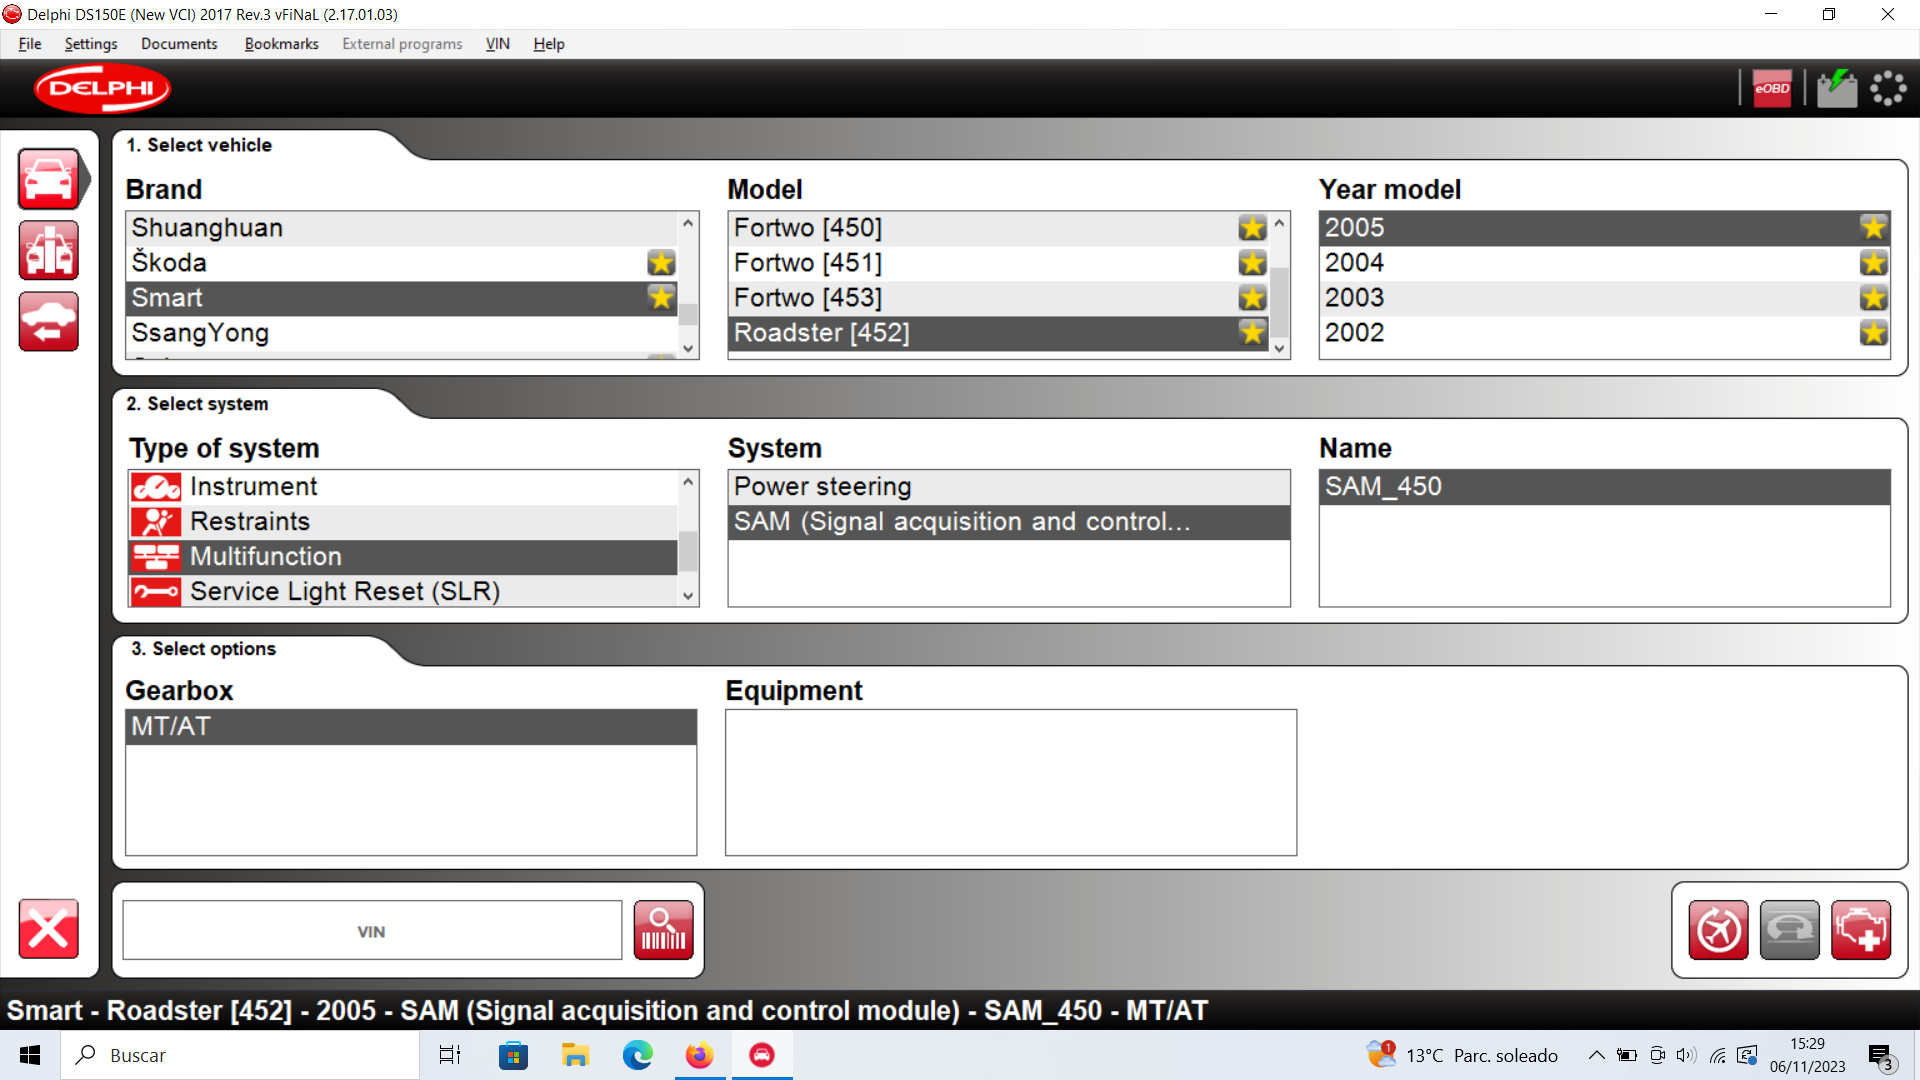 Delphi DS150E (New VCI) 2017 Rev.3 vFiNaL (2.17.01.03)
File Settings Documents Bookmarks External programs VIN Help
DELPHI
eOBD
1. Select vehicle
Brand
Shuanghuan
Škoda
Smart
SsangYong
Model
Fortwo [450]
Fortwo [451]
Fortwo [453]
Roadster [452]
Year model
2005
2004
2003
2002
2. Select system
Type of system
Instrument
Restraints
Multifunction
Service Light Reset (SLR)
System
Power steering
SAM (Signal acquisition and control...
Name
SAM_450
3. Select options
Gearbox
MT/AT
Equipment
VIN
Smart - Roadster [452] - 2005 - SAM (Signal acquisition and control module) - SAM_450 - MT/AT
Buscar
1
13°C Parc. soleado
15:29
06/11/2023
3